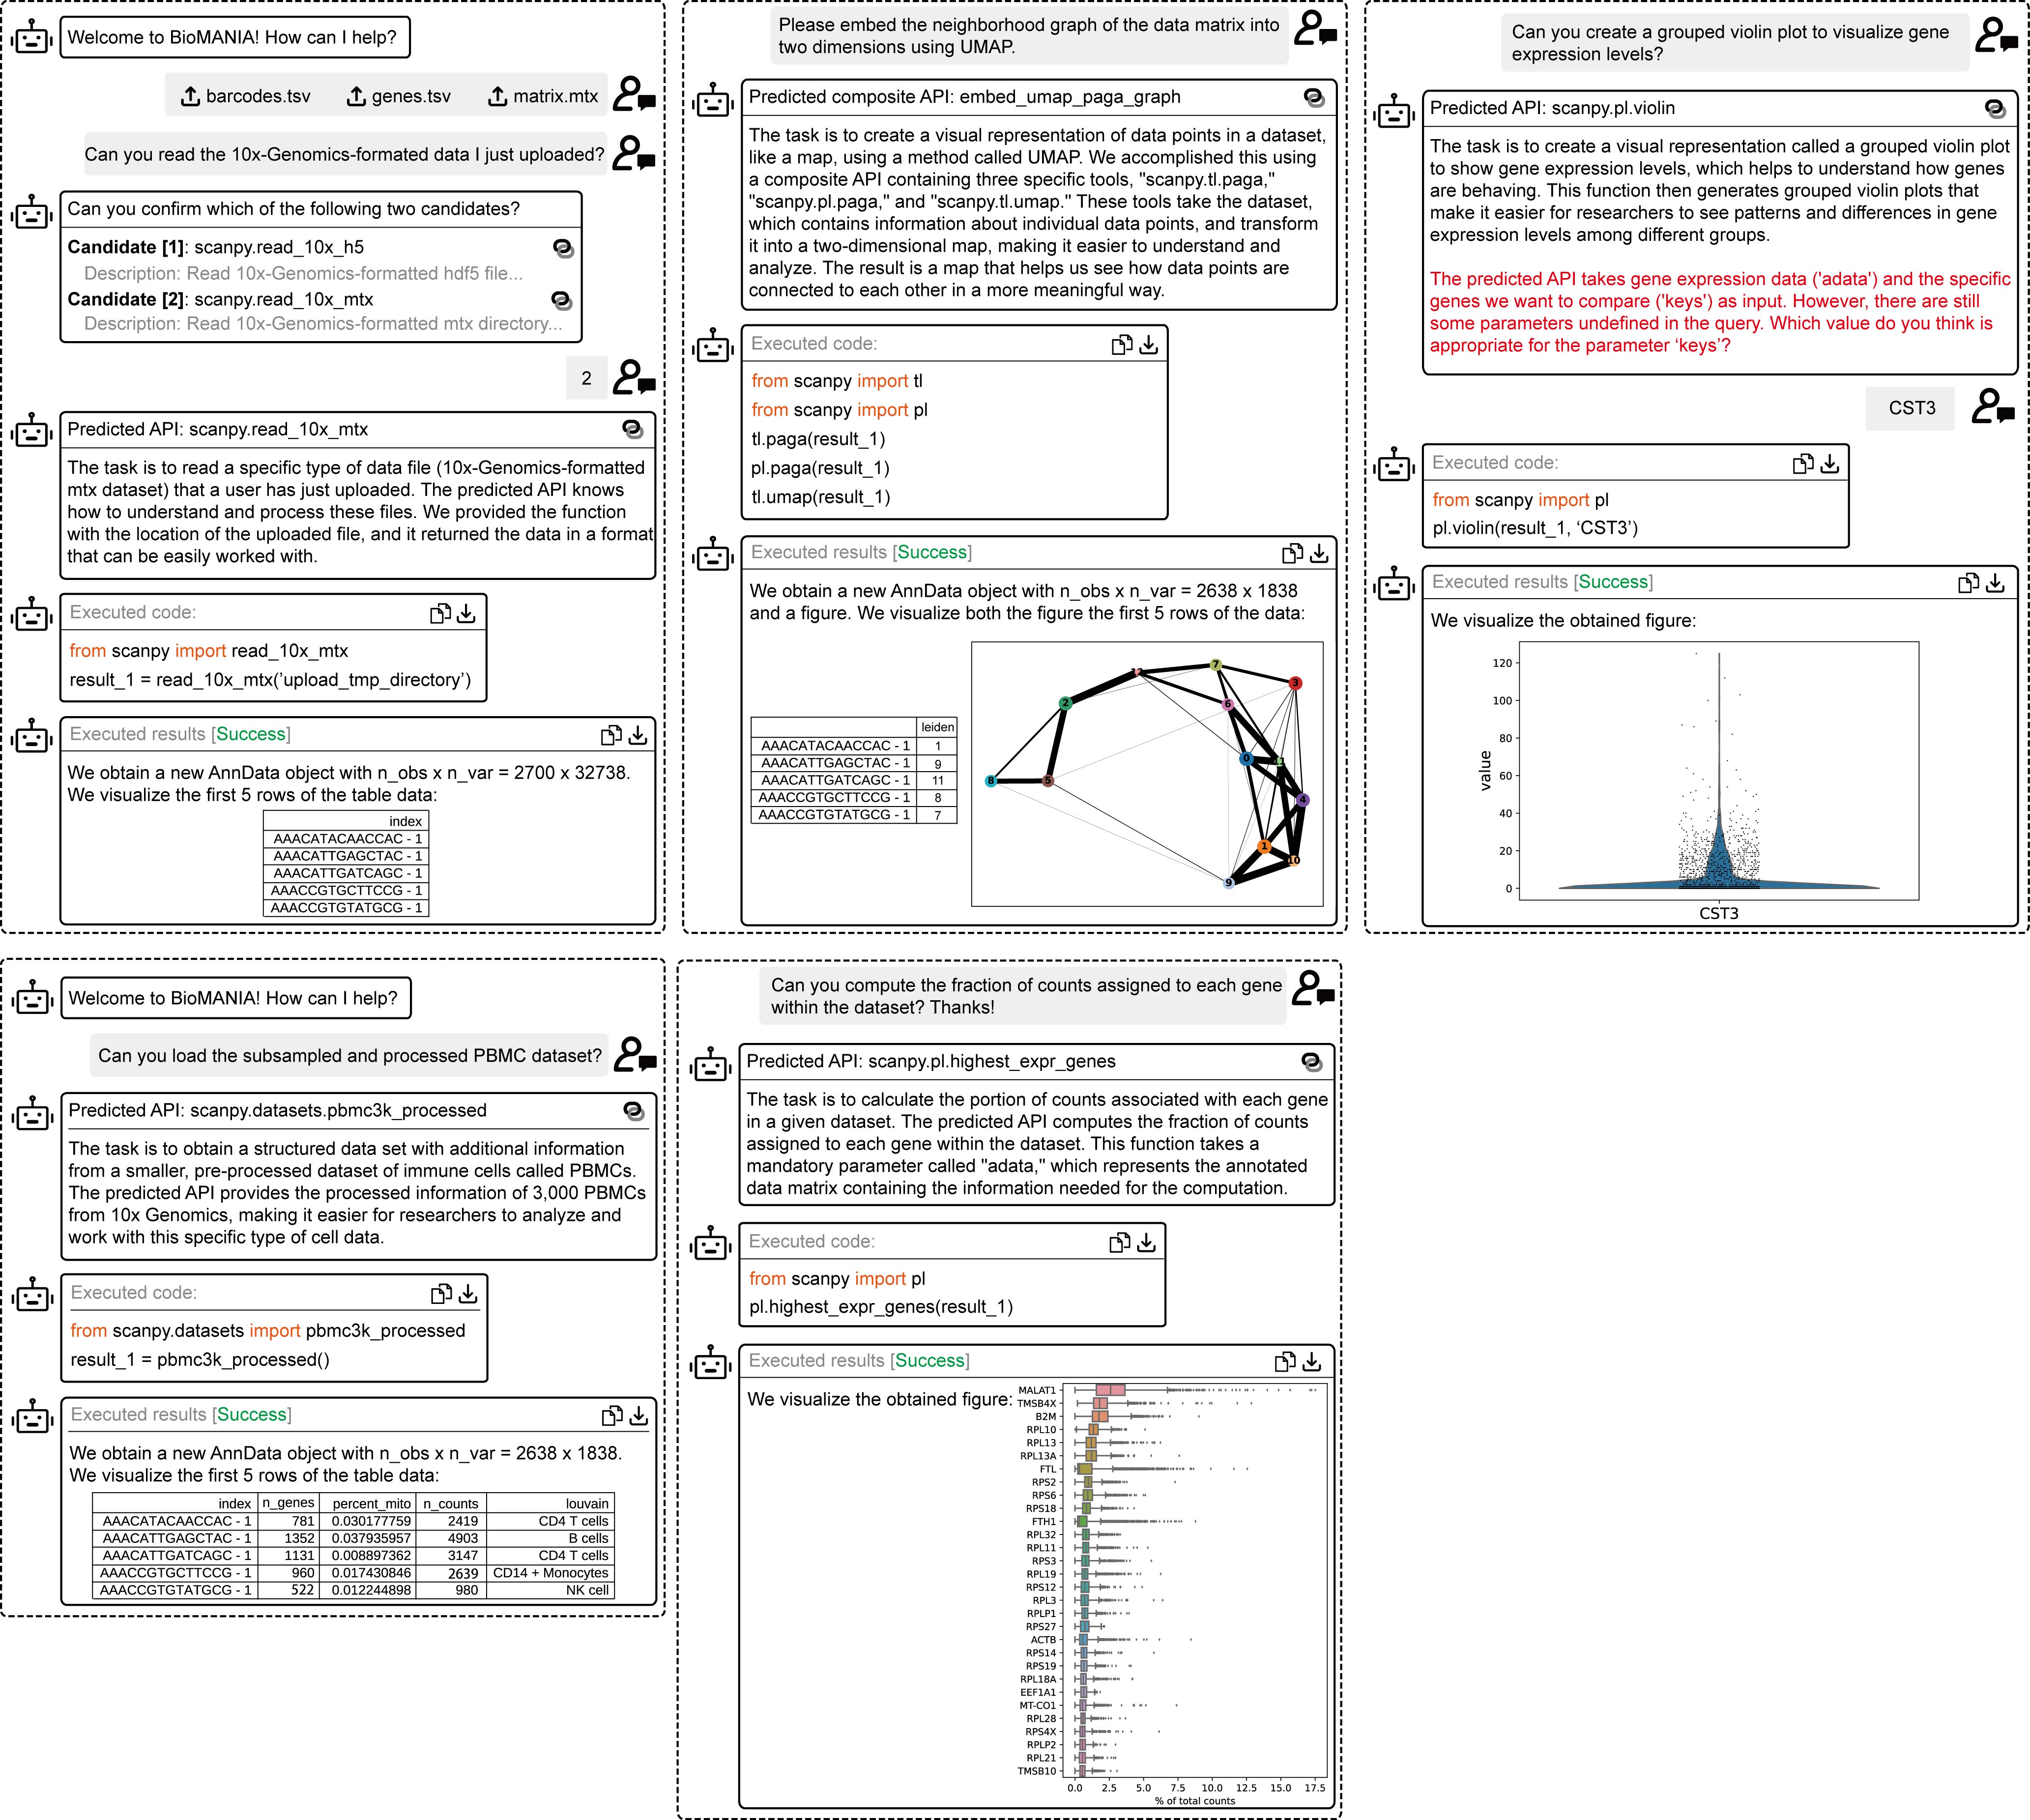 Welcome to BioMANIA! How can I help?
barcodes.tsv genes.tsv matrix.mtx
Can you read the 10x-Genomics-formated data I just uploaded?
Can you confirm which of the following two candidates?
Candidate [1]: scanpy.read_10x_h5
Description: Read 10x-Genomics-formatted hdf5 file...
Candidate [2]: scanpy.read_10x_mtx
Description: Read 10x-Genomics-formatted mtx directory...
2
Predicted API: scanpy.read_10x_mtx
The task is to read a specific type of data file (10x-Genomics-formatted
mtx dataset) that a user has just uploaded. The predicted API knows
how to understand and process these files. We provided the function
with the location of the uploaded file, and it returned the data in a format
that can be easily worked with.
Executed code:
from scanpy import read_10x_mtx
result_1 = read_10x_mtx('upload_tmp_directory’)
Executed results [Success]
We obtain a new AnnData object with n_obs x n_var = 2700 x 32738.
We visualize the first 5 rows of the table data:
index
AAACATACAACCAC - 1
AAACATTGAGCTAC - 1
AAACATTGATCAGC - 1
AAACCGTGCTTCCG - 1
AAACCGTGTATGCG - 1
Please embed the neighborhood graph of the data matrix into
two dimensions using UMAP.
Predicted composite API: embed_umap_paga_graph
The task is to create a visual representation of data points in a dataset,
like a map, using a method called UMAP. We accomplished this using
a composite API containing three specific tools, "scanpy.tl.paga,"
"scanpy.pl.paga," and "scanpy.tl.umap." These tools take the dataset,
which contains information about individual data points, and transform
it into a two-dimensional map, making it easier to understand and
analyze. The result is a map that helps us see how data points are
connected to each other in a more meaningful way.
Executed code:
from scanpy import tl
from scanpy import pl
tl.paga(result_1)
pl.paga(result_1)
tl.umap(result_1)
Executed results [Success]
We obtain a new AnnData object with n_obs x n_var = 2638 x 1838
and a figure. We visualize both the figure the first 5 rows of the data:
leiden
AAACATACAACCAC - 1 1
AAACATTGAGCTAC - 1 9
AAACATTGATCAGC - 1 11
AAACCGTGCTTCCG - 1 8
AAACCGTGTATGCG - 1 7
7
3
2
6
0
8
5
4
1
10
9
Can you create a grouped violin plot to visualize gene
expression levels?
Predicted API: scanpy.pl.violin
The task is to create a visual representation called a grouped violin plot
to show gene expression levels, which helps to understand how genes
are behaving. This function then generates grouped violin plots that
make it easier for researchers to see patterns and differences in gene
expression levels among different groups.
The predicted API takes gene expression data ('adata') and the specific
genes we want to compare ('keys') as input. However, there are still
some parameters undefined in the query. Which value do you think is
appropriate for the parameter ‘keys’?
CST3
Executed code:
from scanpy import pl
pl.violin(result_1, ‘CST3’)
Executed results [Success]
We visualize the obtained figure:
120
100
80
60
40
20
0
value
CST3
Welcome to BioMANIA! How can I help?
Can you load the subsampled and processed PBMC dataset?
Predicted API: scanpy.datasets.pbmc3k_processed
The task is to obtain a structured data set with additional information
from a smaller, pre-processed dataset of immune cells called PBMCs.
The predicted API provides the processed information of 3,000 PBMCs
from 10x Genomics, making it easier for researchers to analyze and
work with this specific type of cell data.
Executed code:
from scanpy.datasets import pbmc3k_processed
result_1 = pbmc3k_processed()
Executed results [Success]
We obtain a new AnnData object with n_obs x n_var = 2638 x 1838.
We visualize the first 5 rows of the table data:
index n_genes percent_mito n_counts louvain
AAACATACAACCAC - 1 781 0.030177759 2419 CD4 T cells
AAACATTGAGCTAC - 1 1352 0.037935957 4903 B cells
AAACATTGATCAGC - 1 1131 0.008897362 3147 CD4 T cells
AAACCGTGCTTCCG - 1 960 0.017430846 2639 CD14 + Monocytes
AAACCGTGTATGCG - 1 522 0.012244898 980 NK cell
Can you compute the fraction of counts assigned to each gene
within the dataset? Thanks!
Predicted API: scanpy.pl.highest_expr_genes
The task is to calculate the portion of counts associated with each gene
in a given dataset. The predicted API computes the fraction of counts
assigned to each gene within the dataset. This function takes a
mandatory parameter called "adata," which represents the annotated
data matrix containing the information needed for the computation.
Executed code:
from scanpy import pl
pl.highest_expr_genes(result_1)
Executed results [Success]
We visualize the obtained figure:
MALAT1
TMSB4X
B2M
RPL10
RPL13
RPL13A
FTL
RPS2
RPS6
RPS18
FTH1
RPL32
RPL11
RPS3
RPL19
RPS12
RPL3
RPLP1
RPS27
ACTB
RPS14
RPS19
RPL18A
EEF1A1
MT-CO1
RPL28
RPS4X
RPLP2
RPL21
TMSB10
0.0 2.5 5.0 7.5 10.0 12.5 15.0 17.5
% of total counts